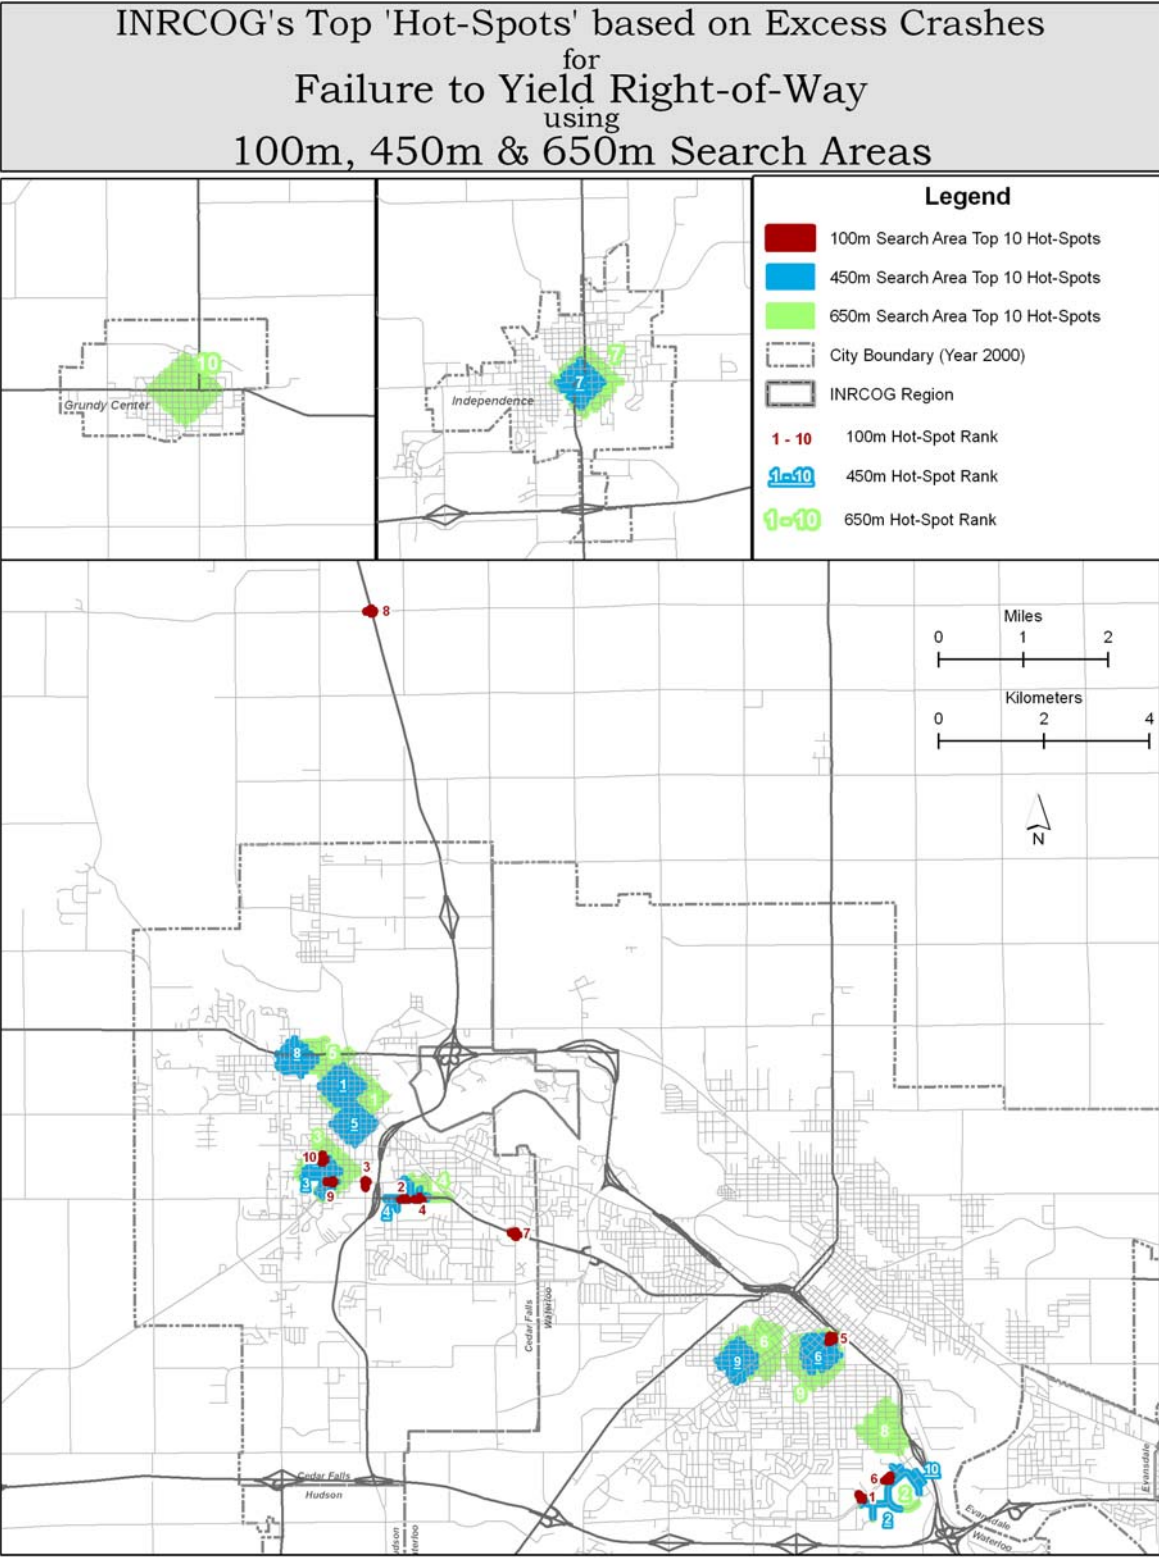 INRCOG's Top 'Hot-Spots' based on Excess Crashes
for
Failure to Yield Right-of-Way
using
100m, 450m & 650m Search Areas
10
Grundy Center
7
7
Independence
Legend
100m Search Area Top 10 Hot-Spots
450m Search Area Top 10 Hot-Spots
650m Search Area Top 10 Hot-Spots
City Boundary (Year 2000)
INRCOG Region
1 - 10 100m Hot-Spot Rank
1-10 450m Hot-Spot Rank
1-10 650m Hot-Spot Rank
8
Miles
0 1 2
Kilometers
0 2 4
N
8
5
1
1
5
3
10
3
9
3
2
4
4
4
7
Cedar Falls
Waterloo
5
6
9
6
9
8
10
6
1
2
2
Cedar Falls
Hudson
Evansdale
Evansdale
Waterloo